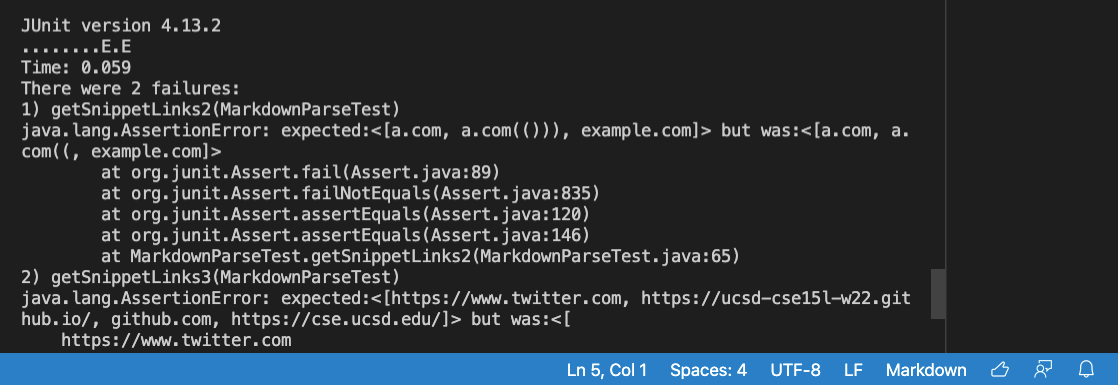 JUnit version 4.13.2
........E.E
Time: 0.059
There were 2 failures:
1) getSnippetLinks2(MarkdownParseTest)
java.lang.AssertionError: expected:<[a.com, a.com(())), example.com]> but was:<[a.com, a.
com((, example.com]>
        at org.junit.Assert.fail(Assert.java:89)
        at org.junit.Assert.failNotEquals(Assert.java:835)
        at org.junit.Assert.assertEquals(Assert.java:120)
        at org.junit.Assert.assertEquals(Assert.java:146)
        at MarkdownParseTest.getSnippetLinks2(MarkdownParseTest.java:65)
2) getSnippetLinks3(MarkdownParseTest)
java.lang.AssertionError: expected:<[https://www.twitter.com, https://ucsd-cse15l-w22.git
hub.io/, github.com, https://cse.ucsd.edu/]> but was:<[
    https://www.twitter.com
Ln 5, Col 1 Spaces: 4 UTF-8 LF Markdown